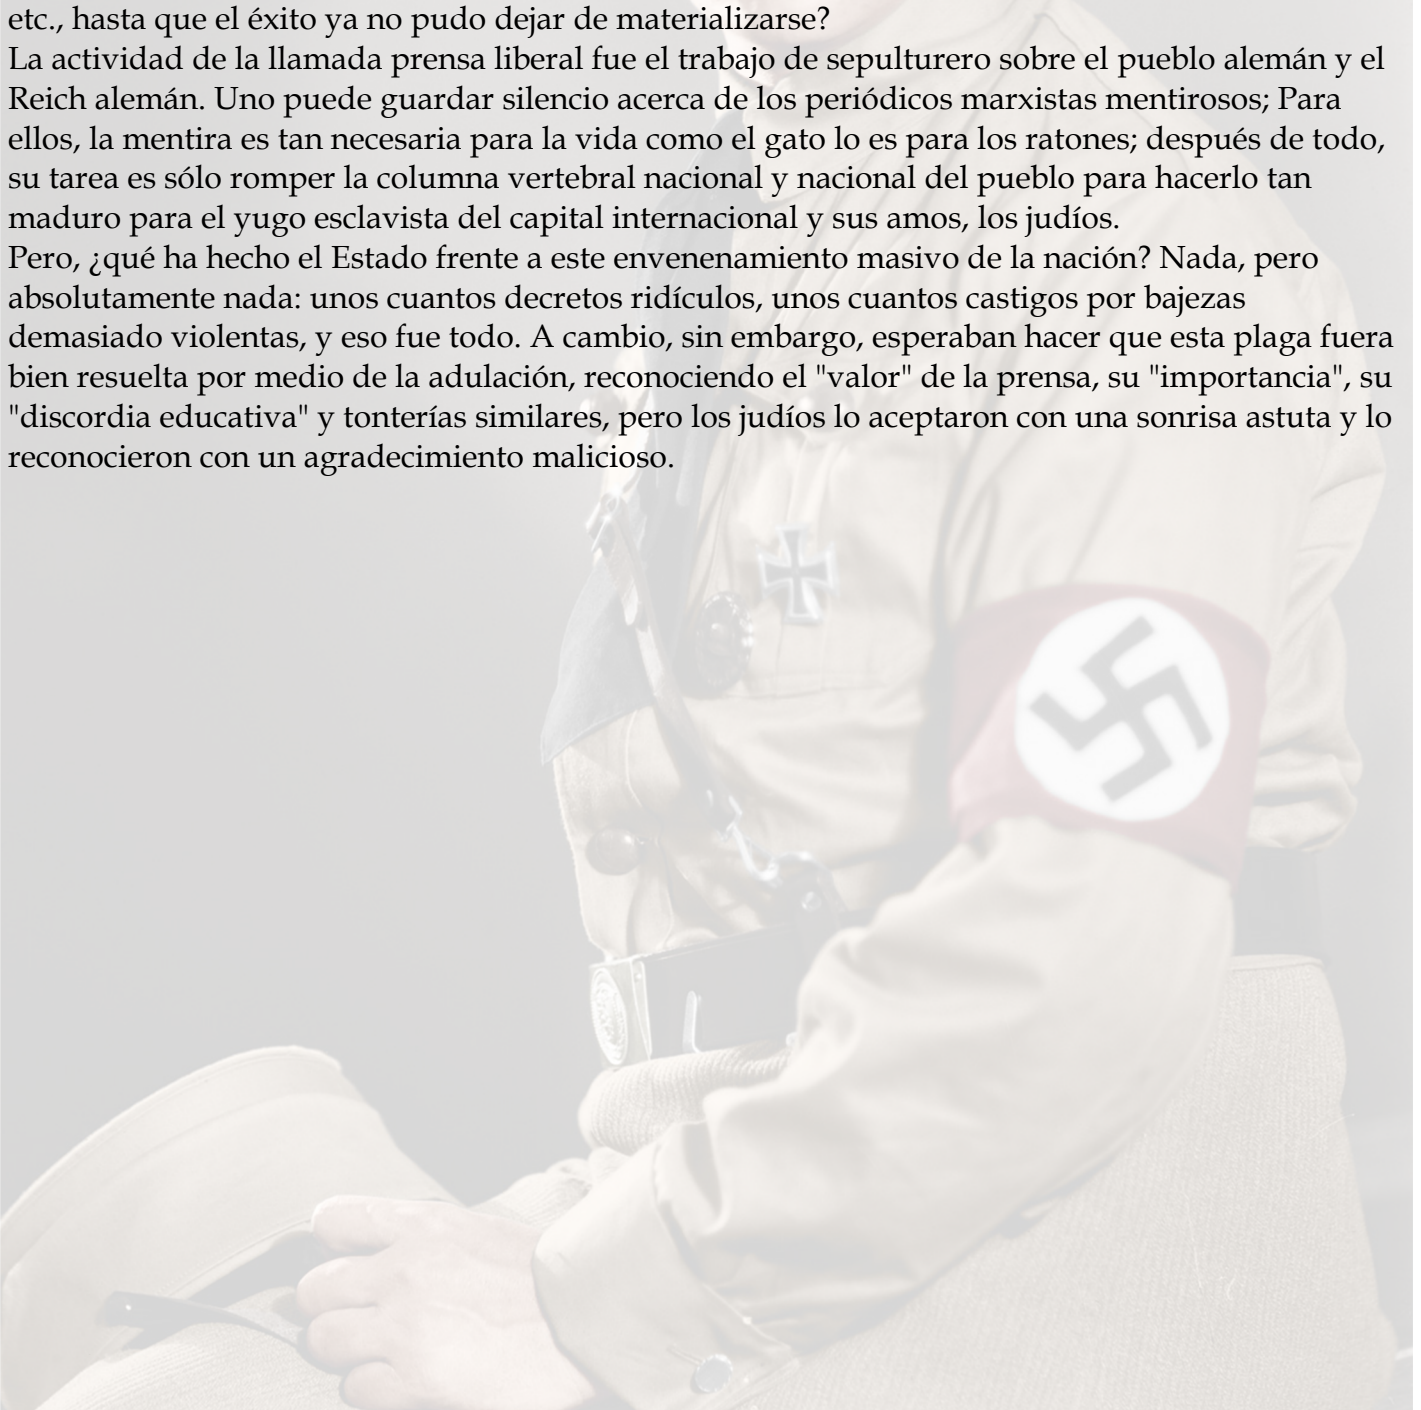 etc., hasta que el éxito ya no pudo dejar de materializarse?
La actividad de la llamada prensa liberal fue el trabajo de sepulturero sobre el pueblo alemán y el
Reich alemán. Uno puede guardar silencio acerca de los periódicos marxistas mentirosos; Para
ellos, la mentira es tan necesaria para la vida como el gato lo es para los ratones; después de todo,
su tarea es sólo romper la columna vertebral nacional y nacional del pueblo para hacerlo tan
maduro para el yugo esclavista del capital internacional y sus amos, los judíos.
Pero, ¿qué ha hecho el Estado frente a este envenenamiento masivo de la nación? Nada, pero
absolutamente nada: unos cuantos decretos ridículos, unos cuantos castigos por bajezas
demasiado violentas, y eso fue todo. A cambio, sin embargo, esperaban hacer que esta plaga fuera
bien resuelta por medio de la adulación, reconociendo el "valor" de la prensa, su "importancia", su
"discordia educativa" y tonterías similares, pero los judíos lo aceptaron con una sonrisa astuta y lo
reconocieron con un agradecimiento malicioso.